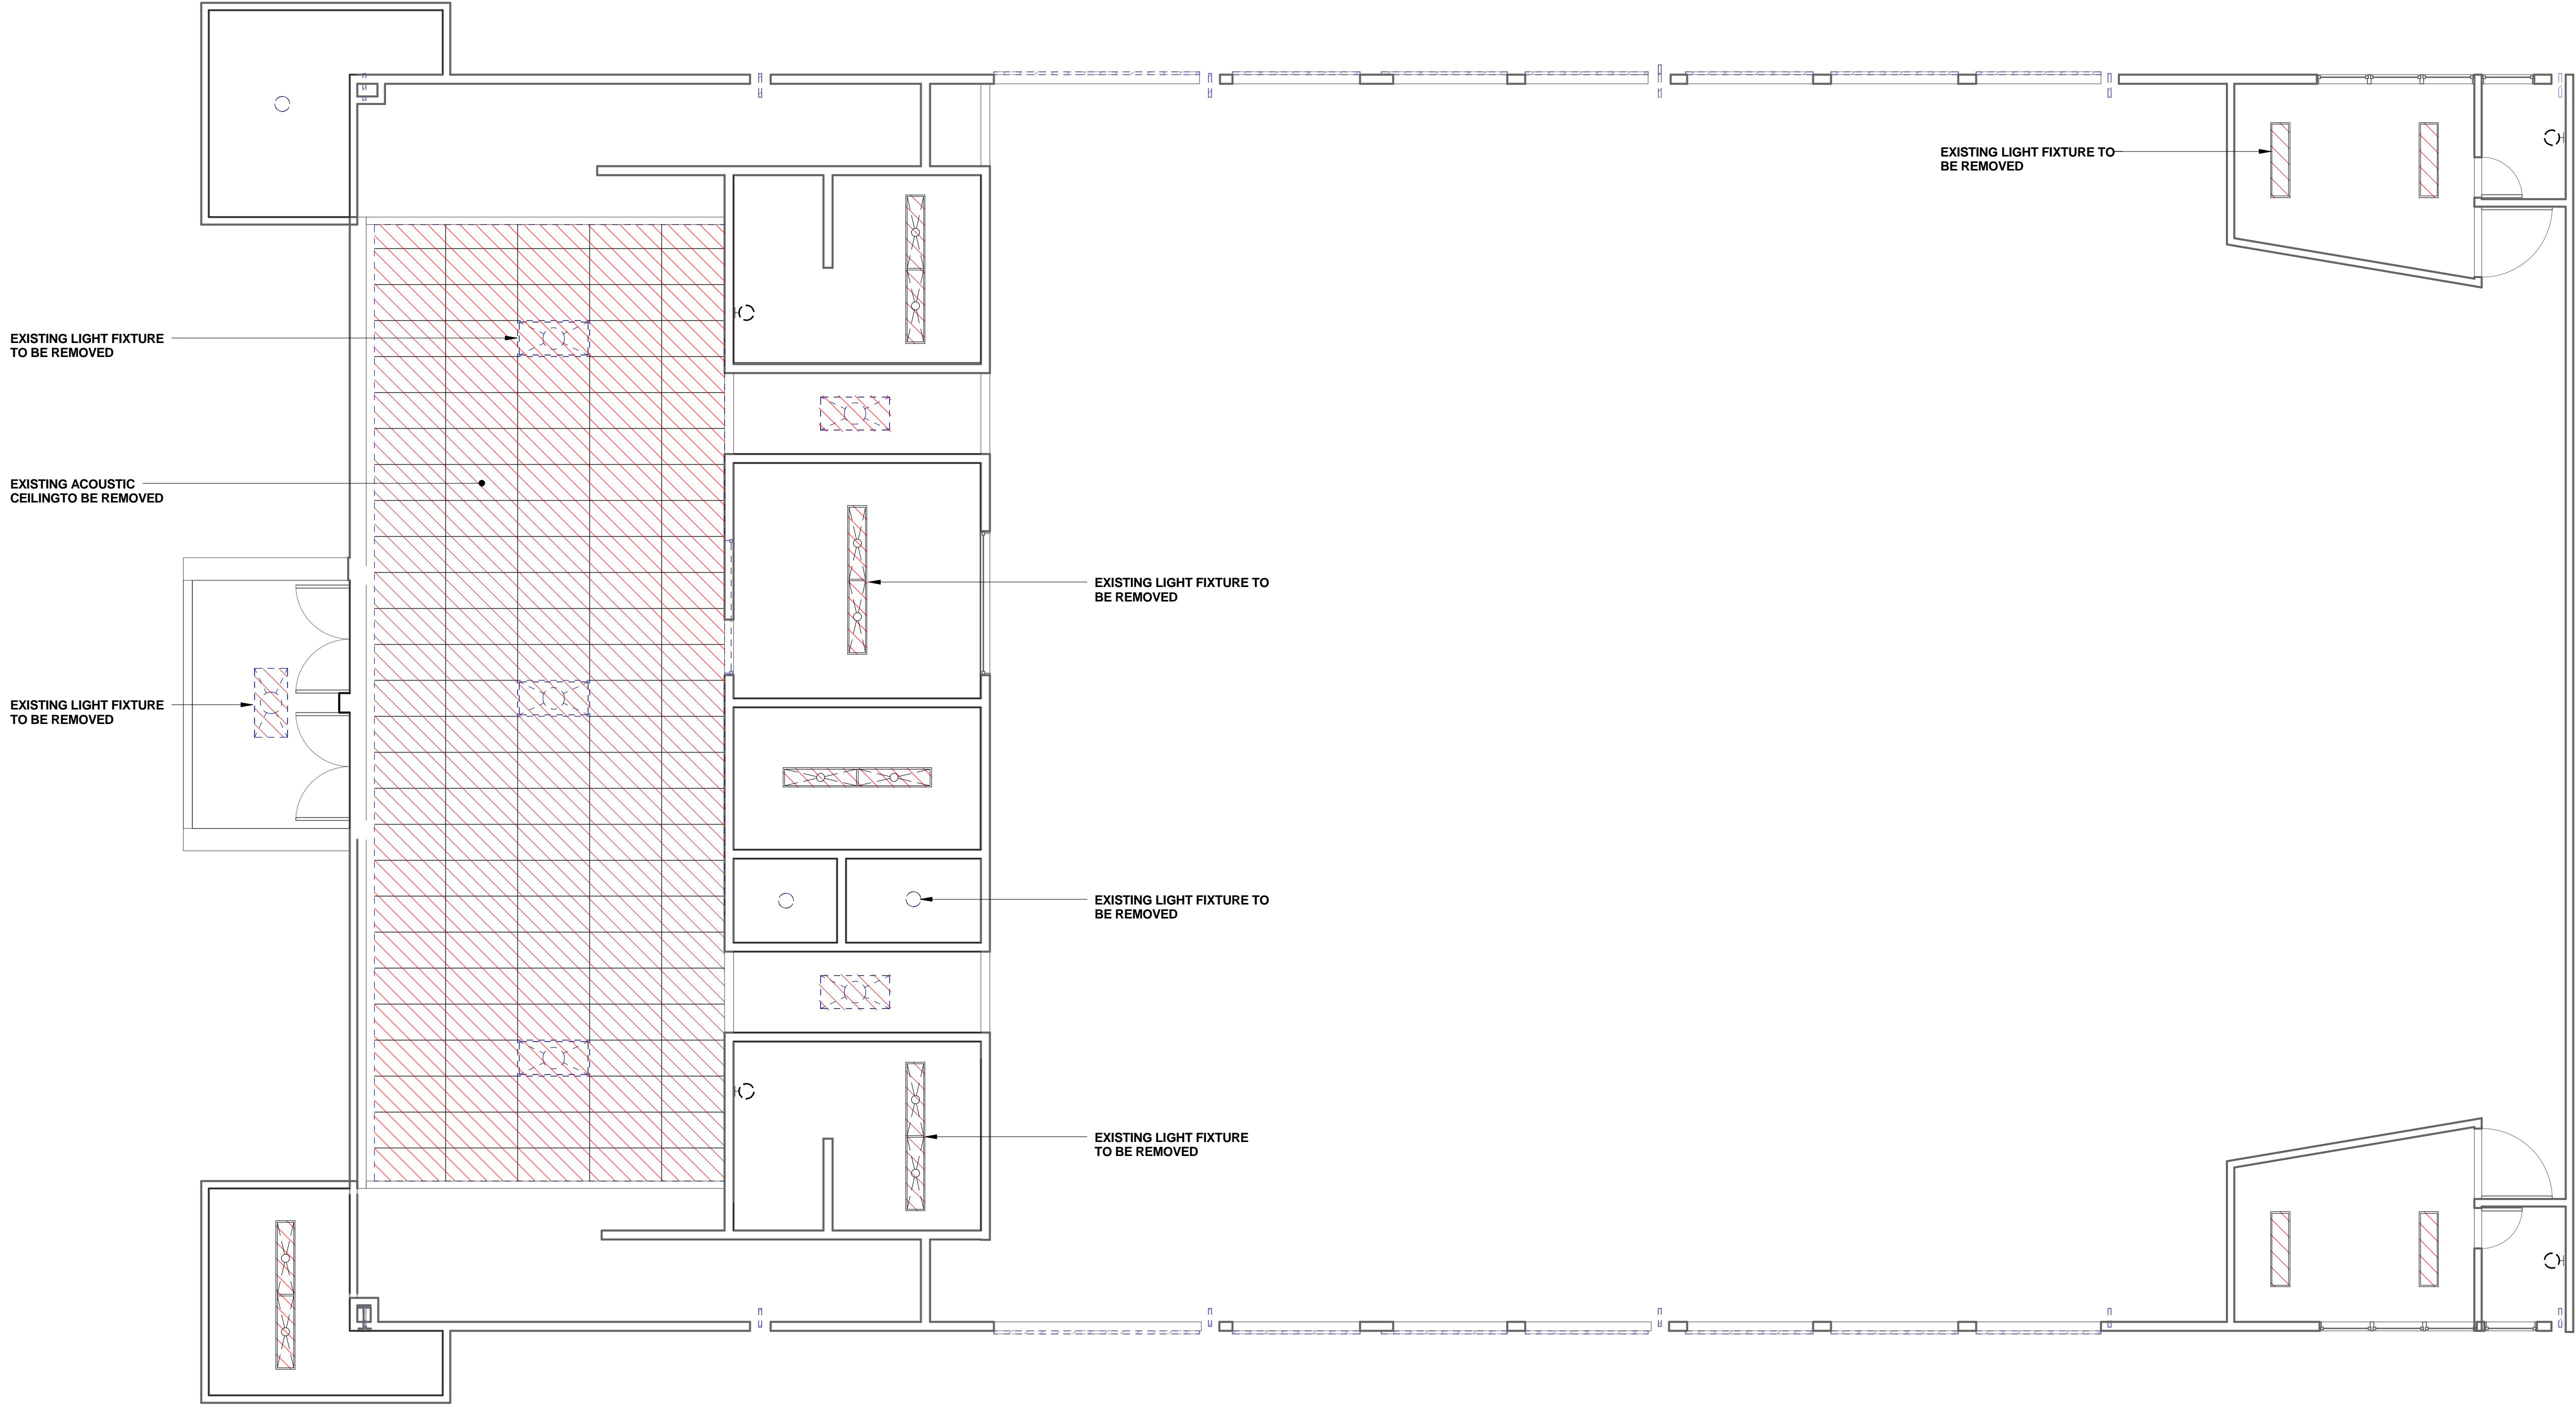 EXISTING LIGHT FIXTURE TO
BE REMOVED
EXISTING LIGHT FIXTURE
TO BE REMOVED
EXISTING ACOUSTIC
CEILINGTO BE REMOVED
EXISTING LIGHT FIXTURE TO
BE REMOVED
EXISTING LIGHT FIXTURE
TO BE REMOVED
EXISTING LIGHT FIXTURE TO
BE REMOVED
EXISTING LIGHT FIXTURE
TO BE REMOVED